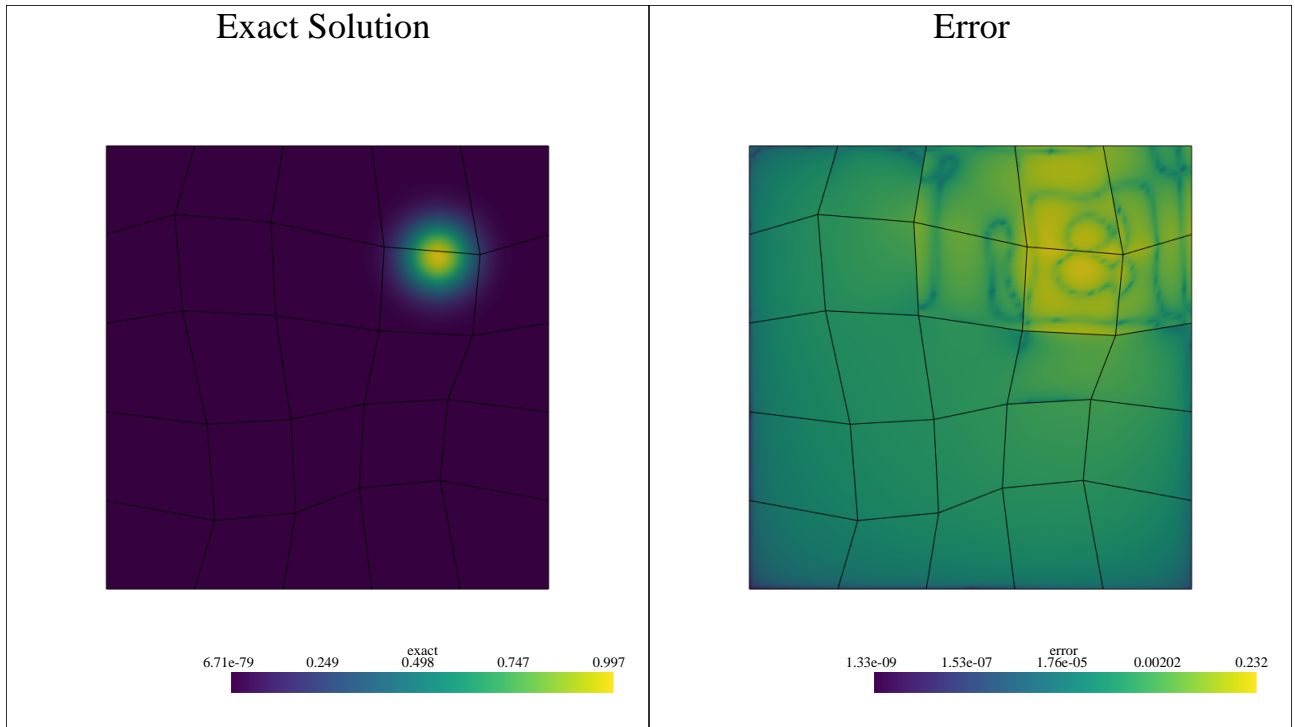 Exact Solution
Error
exact
6.71e-79 0.249 0.498 0.747 0.997
error
1.33e-09 1.53e-07 1.76e-05 0.00202 0.232